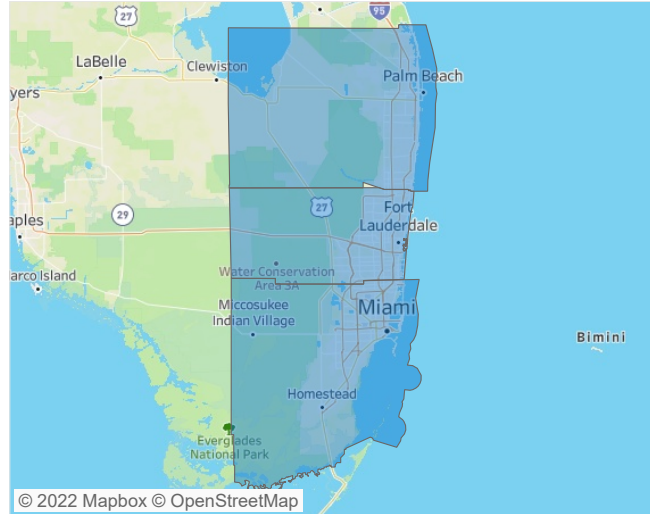 95
27
LaBelle
Clewiston
Palm Beach
yers
29
27
Fort
Lauderdale
aples
Water Conservation
Area 3A
arco Island
Miccosukee
Indian Village
Miami
Bimini
Homestead
Everglades
National Park
© 2022 Mapbox © OpenStreetMap